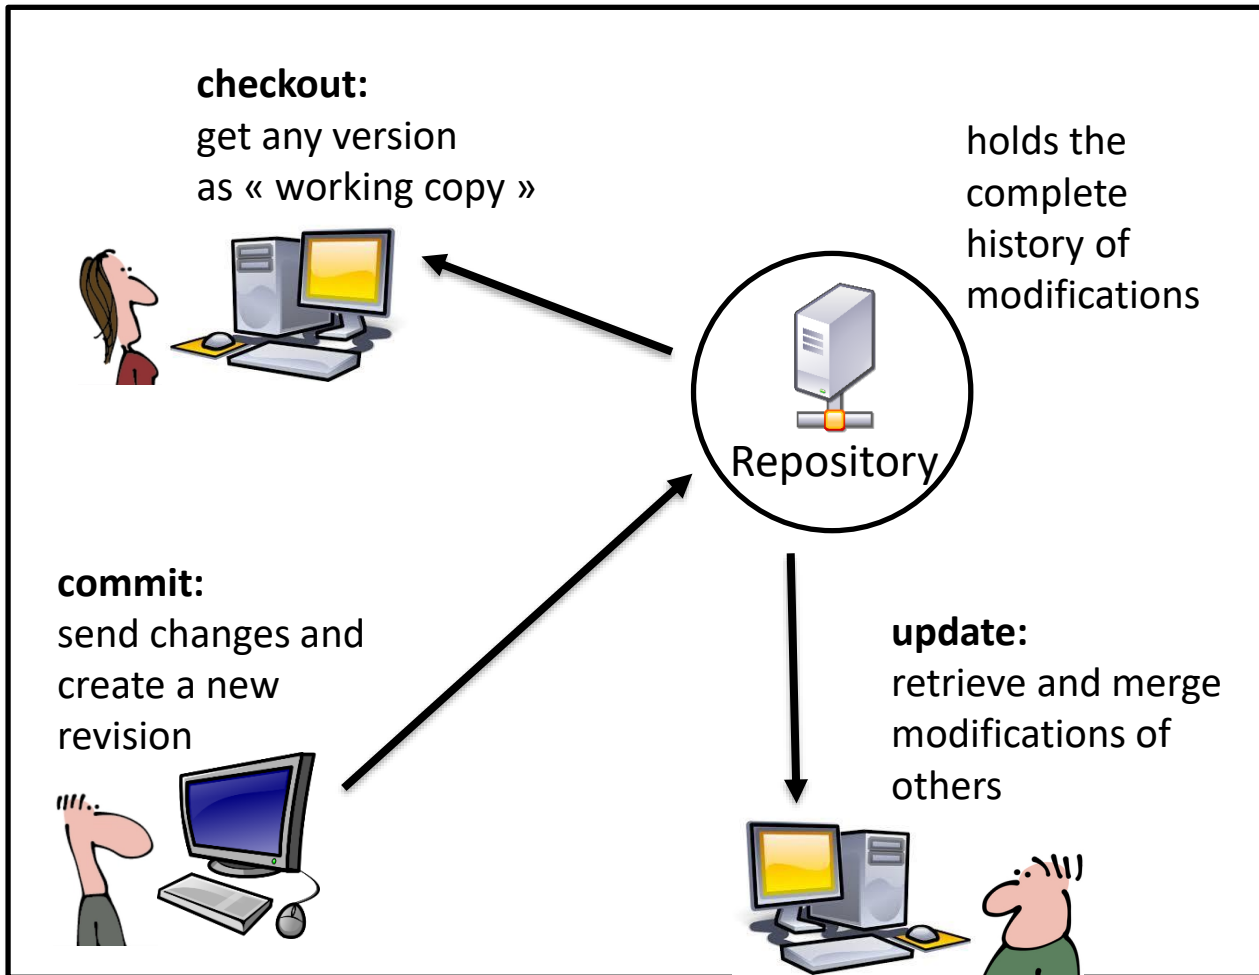 checkout:
get any version
as « working copy »
holds the
complete
history of
modifications
Repository
commit:
send changes and
create a new
revision
update:
retrieve and merge
modifications of
others